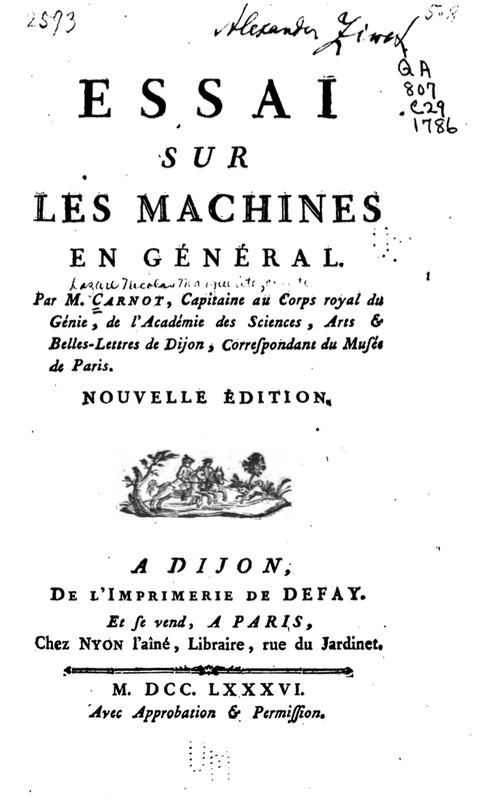 2593
Alexander Ziwet
508
QA
807
.C29
1786
ESSAI
SUR
LES MACHINES
EN GÉNÉRAL.
Lazare Nicolas Marguerite, comte
Par M. CARNOT, Capitaine au Corps royal du
Génie, de l'Académie des Sciences, Arts &
Belles-Lettres de Dijon, Correſpondant du Muſée
de Paris.
NOUVELLE ÉDITION.
A DIJON,
DE L'IMPRIMERIE DE DEFAY.
Et ſe vend, A PARIS,
Chez NYON l'aîné, Libraire, rue du Jardinet.
M. DCC. LXXXVI.
Avec Approbation & Permiſſion.
UM